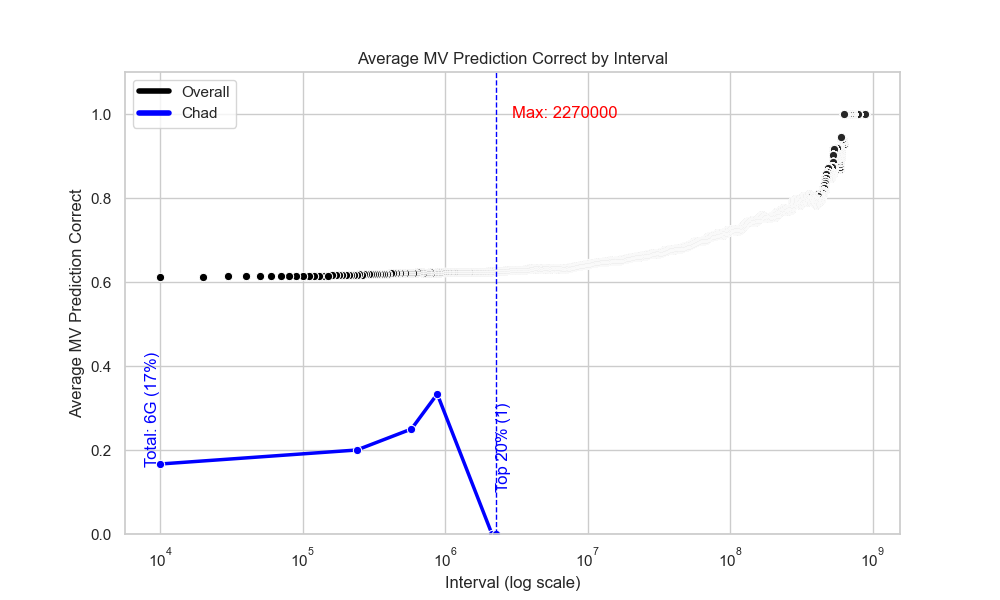 Average MV Prediction Correct by Interval
Overall
Chad
Max: 2270000
Average MV Prediction Correct
1.0
0.8
0.6
0.4
0.2
0.0
Total: 6G (17%)
Top 20% (1)
10^4
10^5
10^6
10^7
10^8
10^9
Interval (log scale)